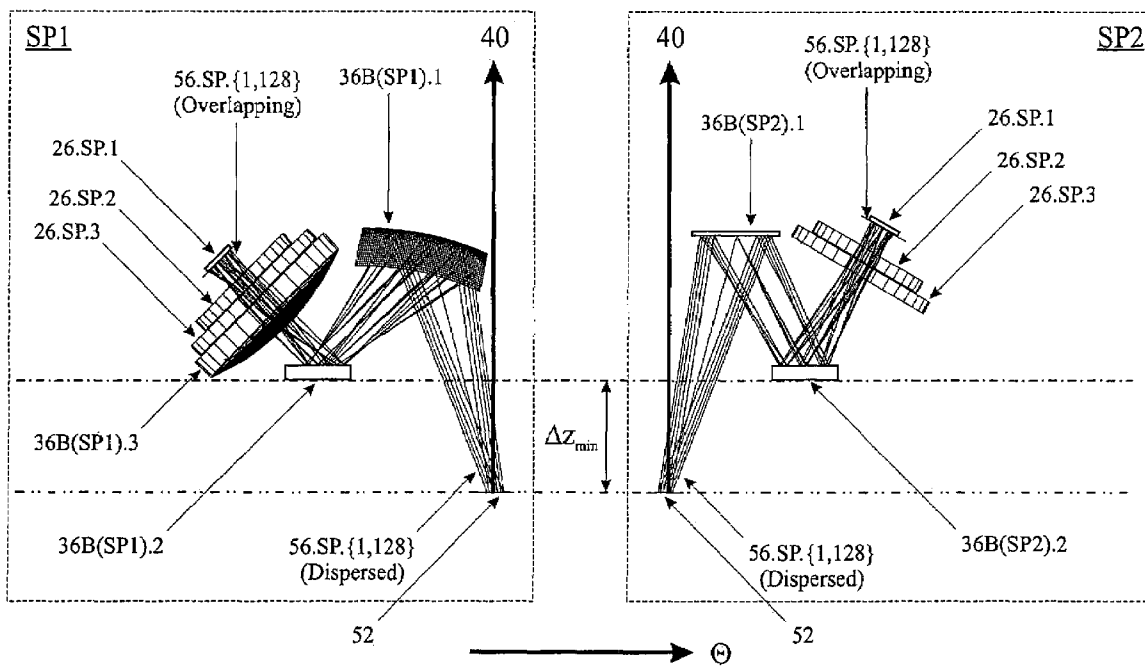 SP1
40
56.SP.{1,128}
(Overlapping)
36B(SP1).1
26.SP.1
26.SP.2
26.SP.3
36B(SP1).3
36B(SP1).2
56.SP.{1,128}
(Dispersed)
52
Δz min
SP2
40
56.SP.{1,128}
(Overlapping)
36B(SP2).1
26.SP.1
26.SP.2
26.SP.3
36B(SP2).2
56.SP.{1,128}
(Dispersed)
52
Θ